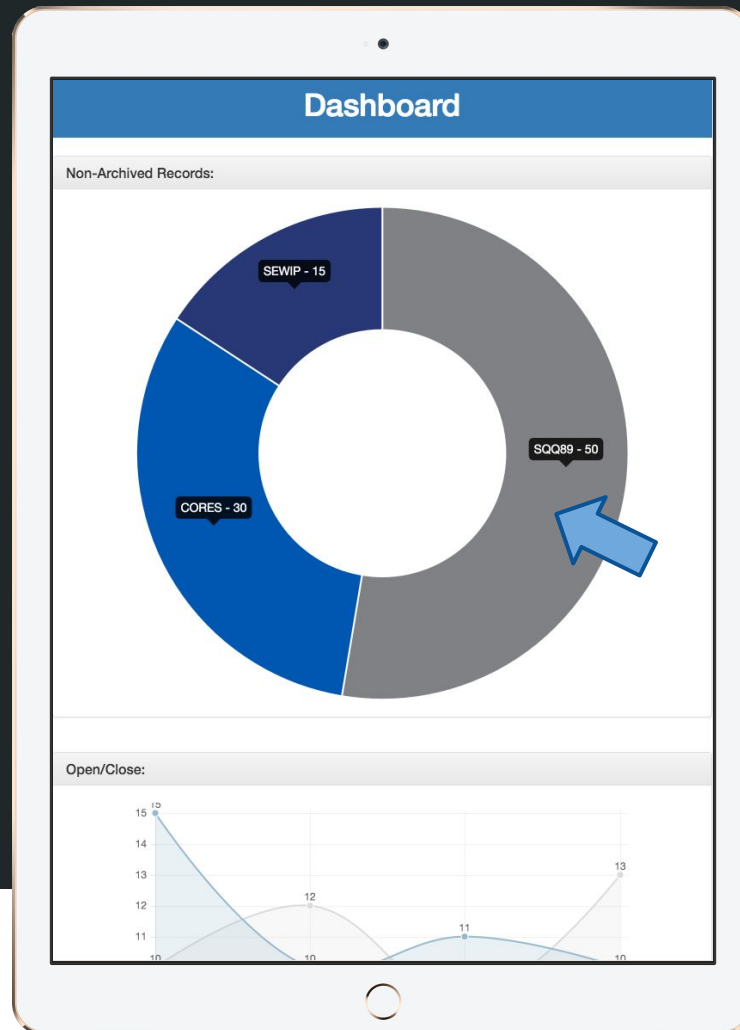 Dashboard
Non-Archived Records:
SEWIP - 15
SQQ89 - 50
CORES - 30
Open/Close:
15
15
14
13
13
12
12
11
11
10
10
10